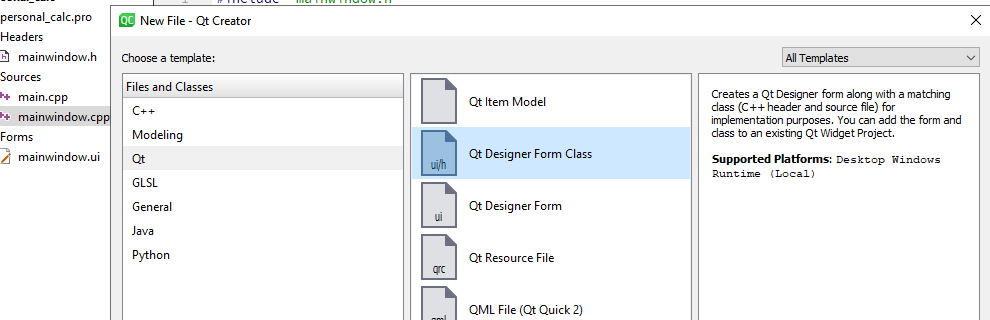 personal_calc.pro
Headers
mainwindow.h
Sources
main.cpp
mainwindow.cpp
Forms
mainwindow.ui
QC New File - Qt Creator
Choose a template:
All Templates
Files and Classes
C++
Modeling
Qt
GLSL
General
Java
Python
Qt Item Model
ui/h
Qt Designer Form Class
ui
Qt Designer Form
qrc
Qt Resource File
QML File (Qt Quick 2)
Creates a Qt Designer form along with a matching
class (C++ header and source file) for
implementation purposes. You can add the form and
class to an existing Qt Widget Project.
Supported Platforms: Desktop Windows
Runtime (Local)